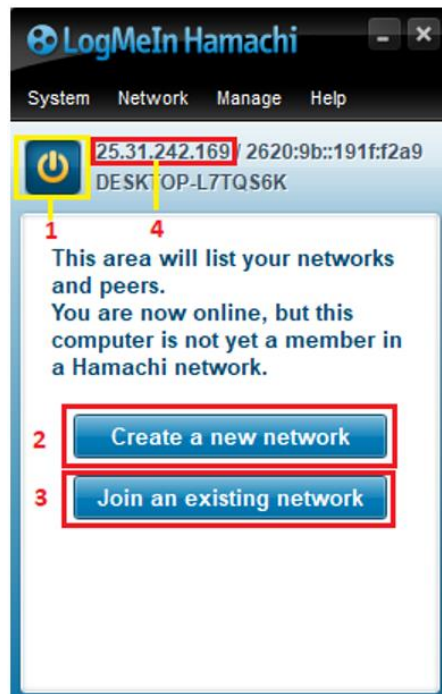 LogMeIn Hamachi
System Network Manage Help
25.31.242.169 / 2620:9b::191f:f2a9
DESKTOP-L7TQS6K
1
4
This area will list your networks
and peers.
You are now online, but this
computer is not yet a member in
a Hamachi network.
2 Create a new network
3 Join an existing network